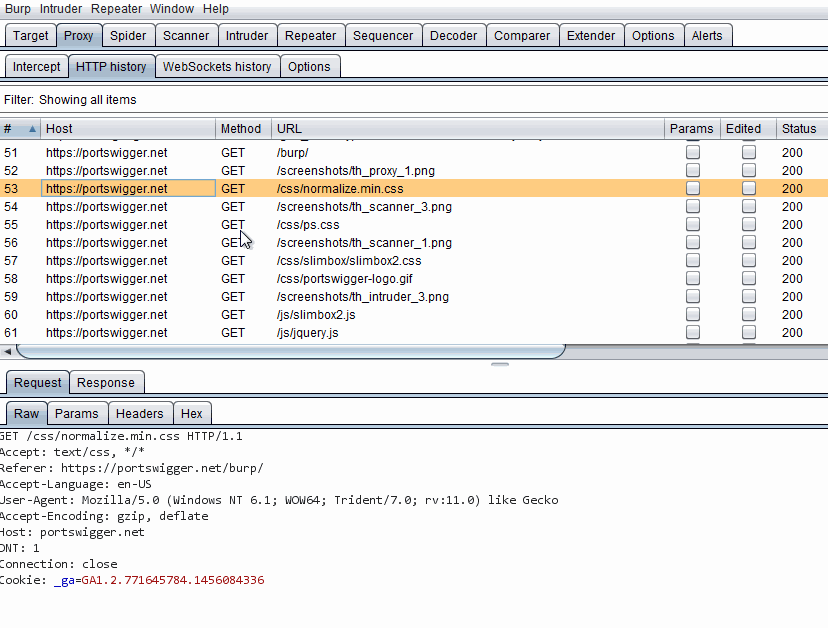 Burp Intruder Repeater Window Help
Target Proxy Spider Scanner Intruder Repeater Sequencer Decoder Comparer Extender Options Alerts
Intercept HTTP history WebSockets history Options
Filter: Showing all items
# Host Method URL Params Edited Status
51 https://portswigger.net GET /burp/ 200
52 https://portswigger.net GET /screenshots/th_proxy_1.png 200
53 https://portswigger.net GET /css/normalize.min.css 200
54 https://portswigger.net GET /screenshots/th_scanner_3.png 200
55 https://portswigger.net GET /css/ps.css 200
56 https://portswigger.net GET /screenshots/th_scanner_1.png 200
57 https://portswigger.net GET /css/slimbox/slimbox2.css 200
58 https://portswigger.net GET /css/portswigger-logo.gif 200
59 https://portswigger.net GET /screenshots/th_intruder_3.png 200
60 https://portswigger.net GET /js/slimbox2.js 200
61 https://portswigger.net GET /js/jquery.js 200
Request Response
Raw Params Headers Hex
GET /css/normalize.min.css HTTP/1.1
Accept: text/css, */*
Referer: https://portswigger.net/burp/
Accept-Language: en-US
User-Agent: Mozilla/5.0 (Windows NT 6.1; WOW64; Trident/7.0; rv:11.0) like Gecko
Accept-Encoding: gzip, deflate
Host: portswigger.net
DNT: 1
Connection: close
Cookie: _ga=GA1.2.771645784.1456084336